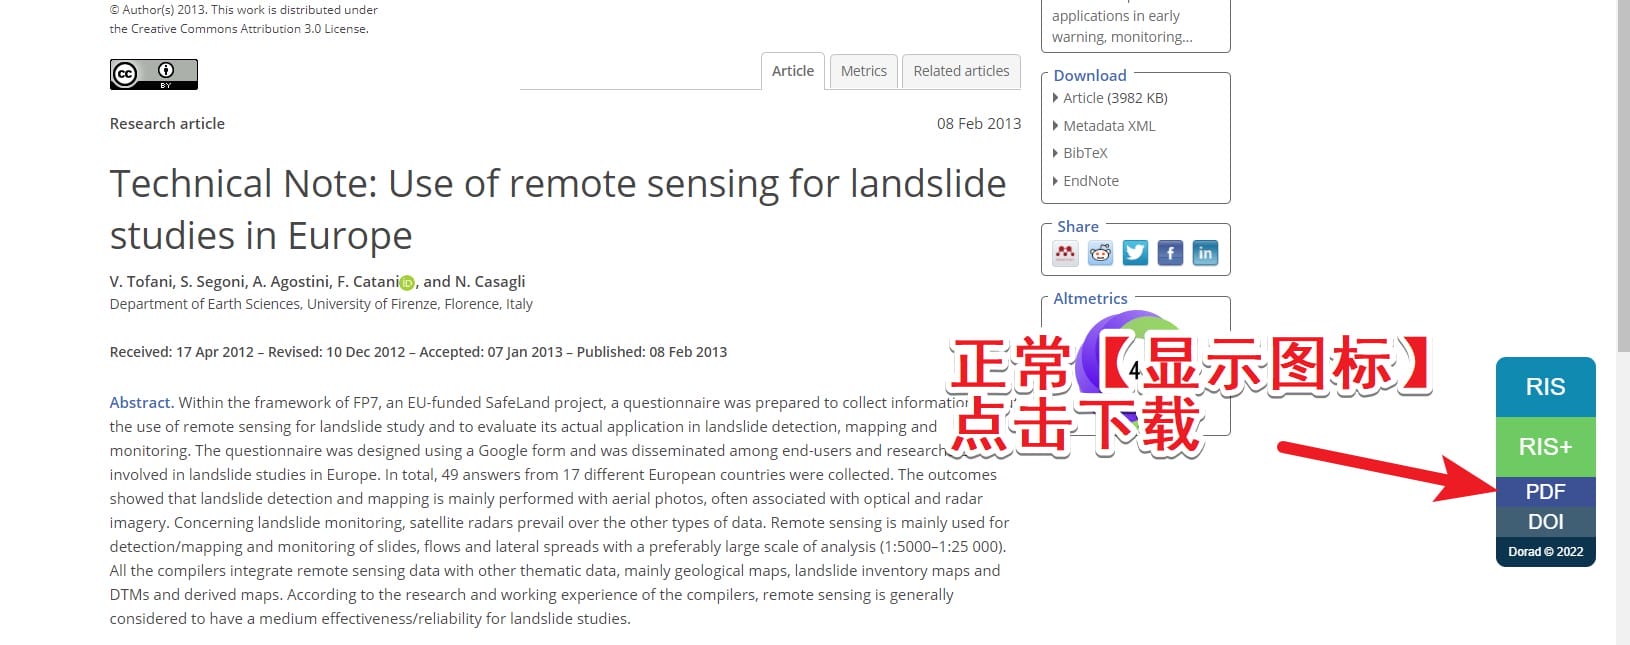 © Author(s) 2013. This work is distributed under
the Creative Commons Attribution 3.0 License.
cc
BY
Article
Metrics
Related articles
Research article
08 Feb 2013
Technical Note: Use of remote sensing for landslide
studies in Europe
V. Tofani, S. Segoni, A. Agostini, F. Catani iD, and N. Casagli
Department of Earth Sciences, University of Firenze, Florence, Italy
Received: 17 Apr 2012 – Revised: 10 Dec 2012 – Accepted: 07 Jan 2013 – Published: 08 Feb 2013
Abstract. Within the framework of FP7, an EU-funded SafeLand project, a questionnaire was prepared to collect
the use of remote sensing for landslide study and to evaluate its actual application in landslide detection, mapping and
monitoring. The questionnaire was designed using a Google form and was disseminated among end-users and
involved in landslide studies in Europe. In total, 49 answers from 17 different European countries were collected. The outcomes
showed that landslide detection and mapping is mainly performed with aerial photos, often associated with optical and radar
imagery. Concerning landslide monitoring, satellite radars prevail over the other types of data. Remote sensing is mainly used for
detection/mapping and monitoring of slides, flows and lateral spreads with a preferably large scale of analysis (1:5000–1:25 000).
All the compilers integrate remote sensing data with other thematic data, mainly geological maps, landslide inventory maps and
DTMs and derived maps. According to the research and working experience of the compilers, remote sensing is generally
considered to have a medium effectiveness/reliability for landslide studies.
applications in early
warning, monitoring...
Download
Article (3982 KB)
Metadata XML
BibTeX
EndNote
Share
f
in
Altmetrics
4
正常【显示图标】
点击下载
RIS
RIS+
PDF
DOI
Dorad © 2022